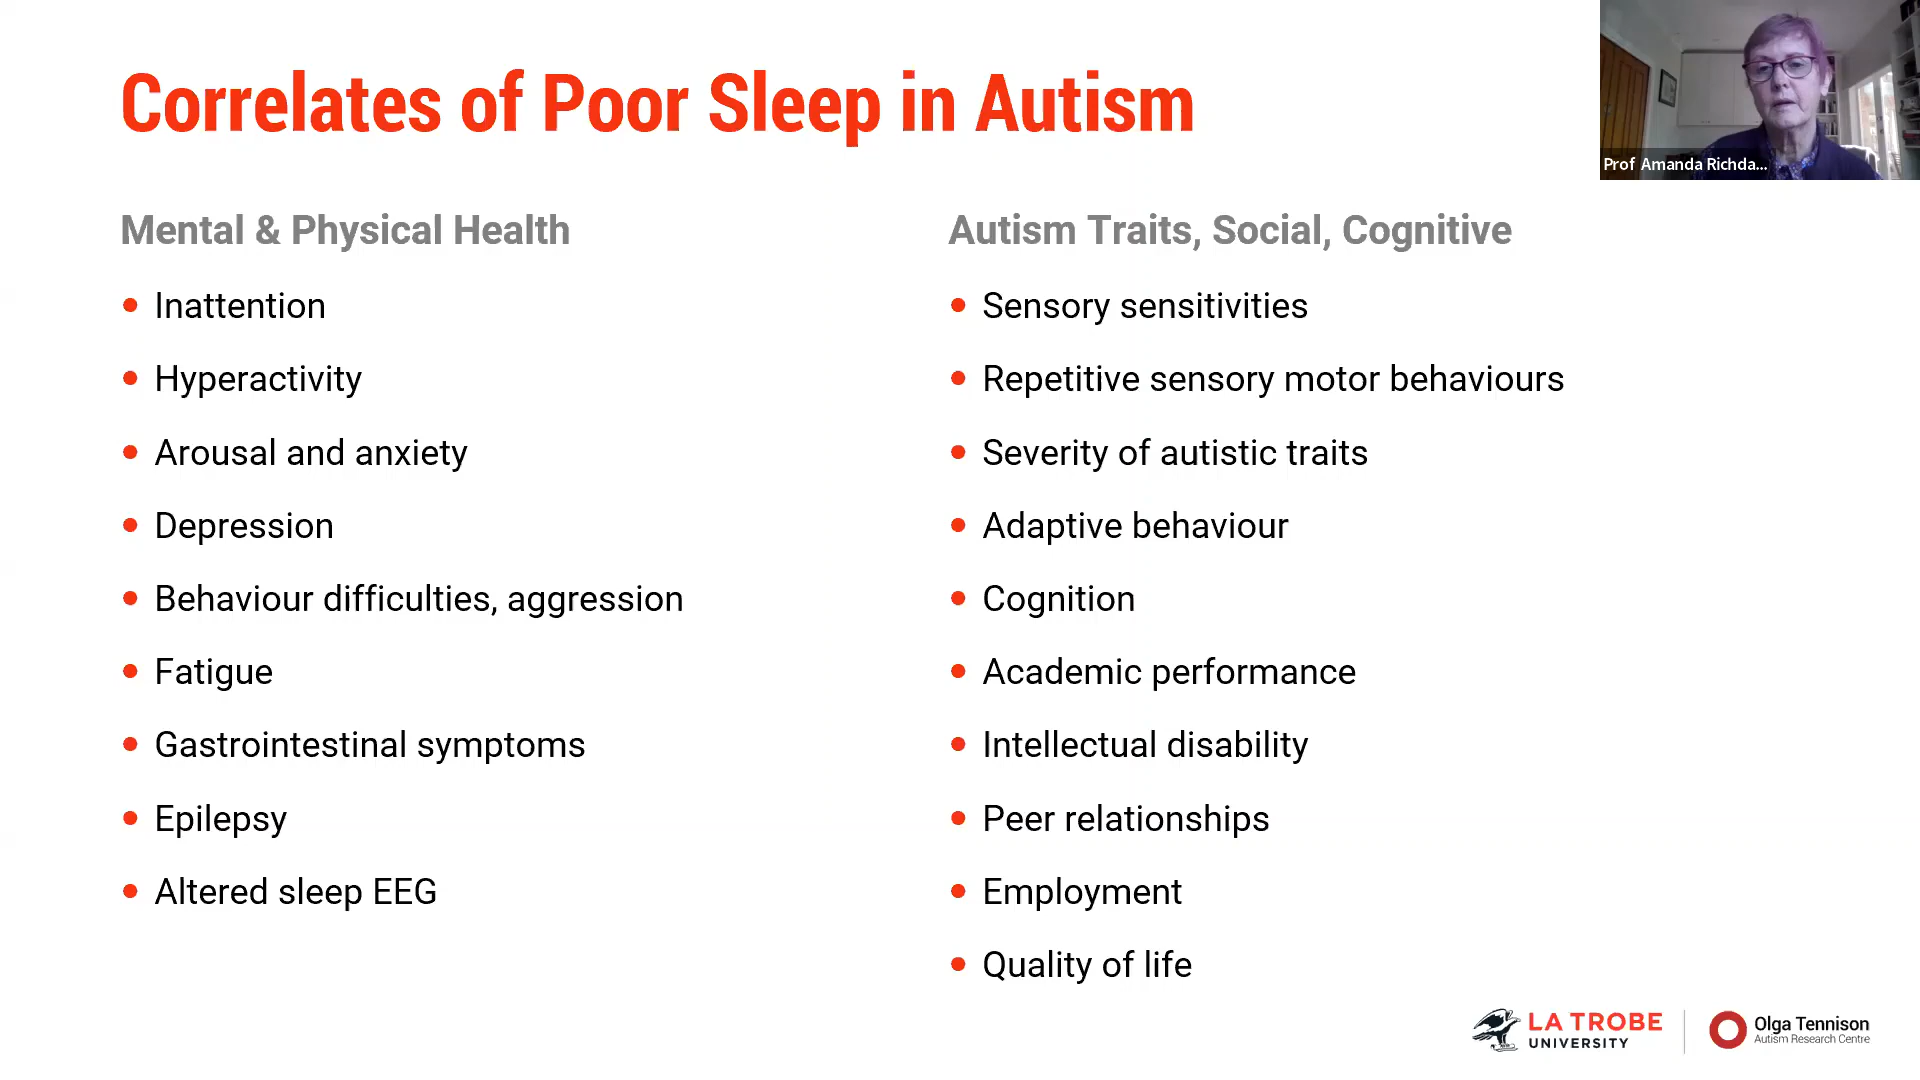 Correlates of Poor Sleep in Autism
Prof Amanda Richda...
Mental & Physical Health
Inattention
Hyperactivity
Arousal and anxiety
Depression
Behaviour difficulties, aggression
Fatigue
Gastrointestinal symptoms
Epilepsy
Altered sleep EEG
Autism Traits, Social, Cognitive
Sensory sensitivities
Repetitive sensory motor behaviours
Severity of autistic traits
Adaptive behaviour
Cognition
Academic performance
Intellectual disability
Peer relationships
Employment
Quality of life
LA TROBE
UNIVERSITY
Olga Tennison
Autism Research Centre